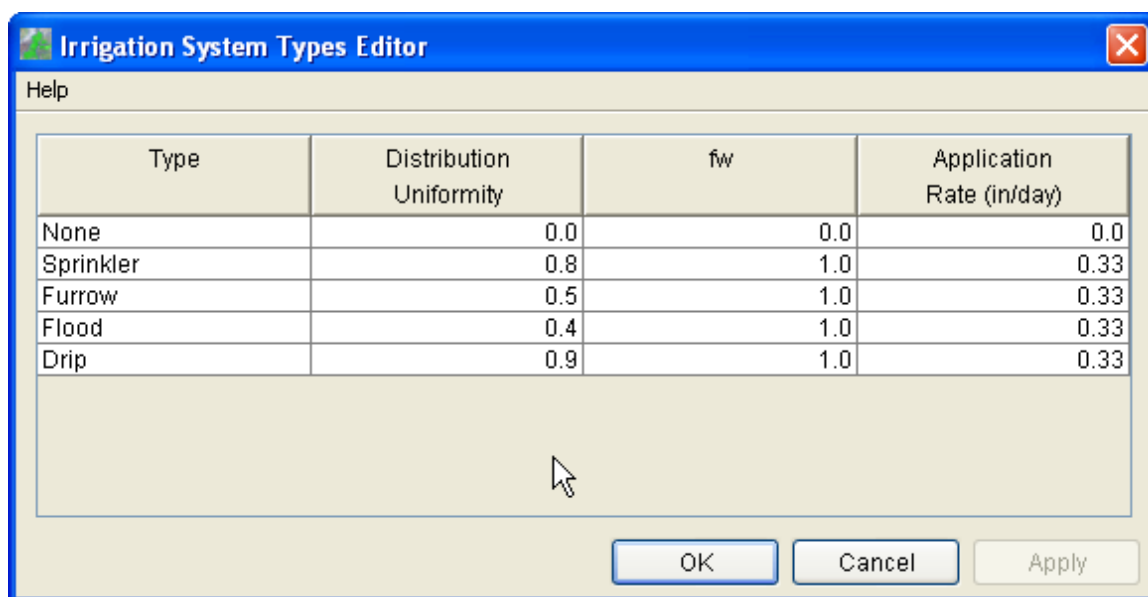 Irrigation System Types Editor
Help
Type Distribution Uniformity fw Application Rate (in/day)
None 0.0 0.0 0.0
Sprinkler 0.8 1.0 0.33
Furrow 0.5 1.0 0.33
Flood 0.4 1.0 0.33
Drip 0.9 1.0 0.33
OK Cancel Apply